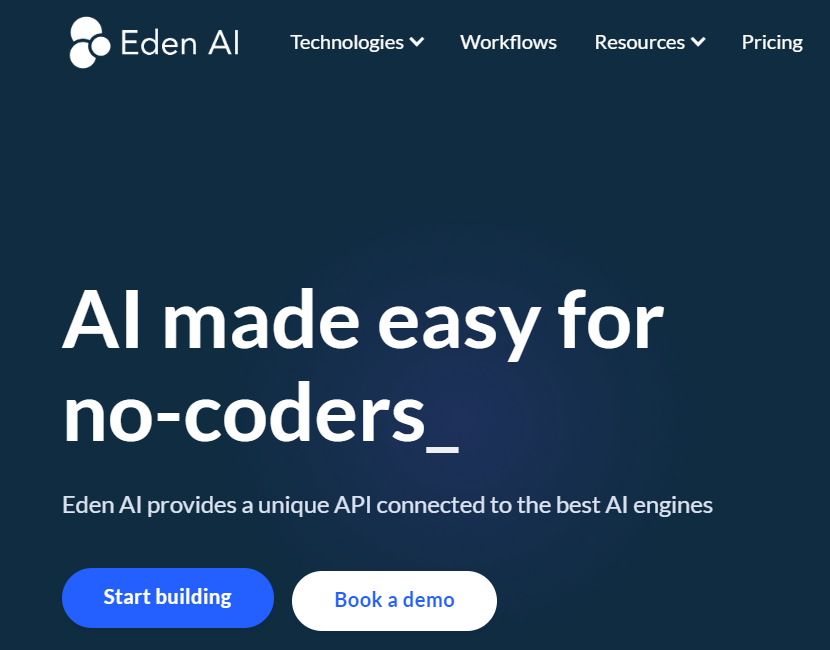 Eden AI
Technologies
Workflows
Resources
Pricing
AI made easy for
no-coders_
Eden AI provides a unique API connected to the best AI engines
Start building
Book a demo